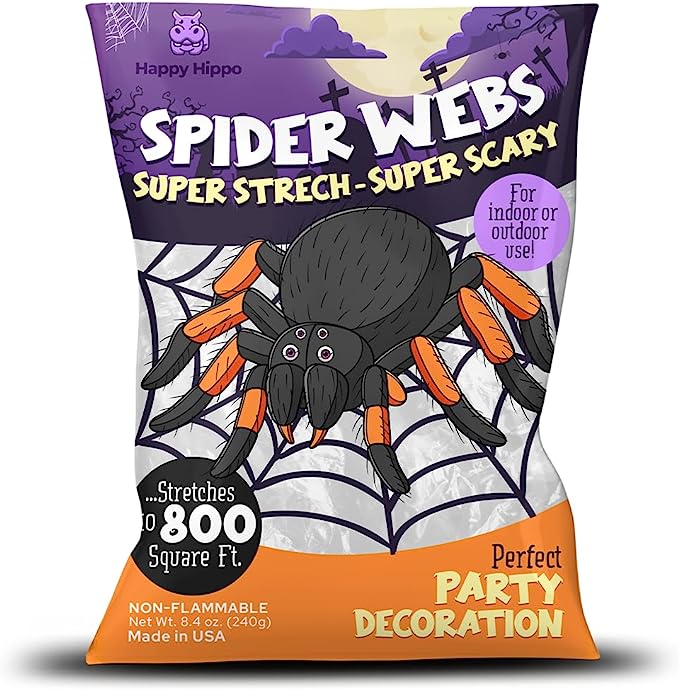 Happy Hippo
SPIDER WEBS
SUPER STRECH - SUPER SCARY
For
indoor or
outdoor
use!
...Stretches
to 800
Square Ft.
Perfect
PARTY
DECORATION
NON-FLAMMABLE
Net Wt. 8.4 oz. (240g)
Made in USA